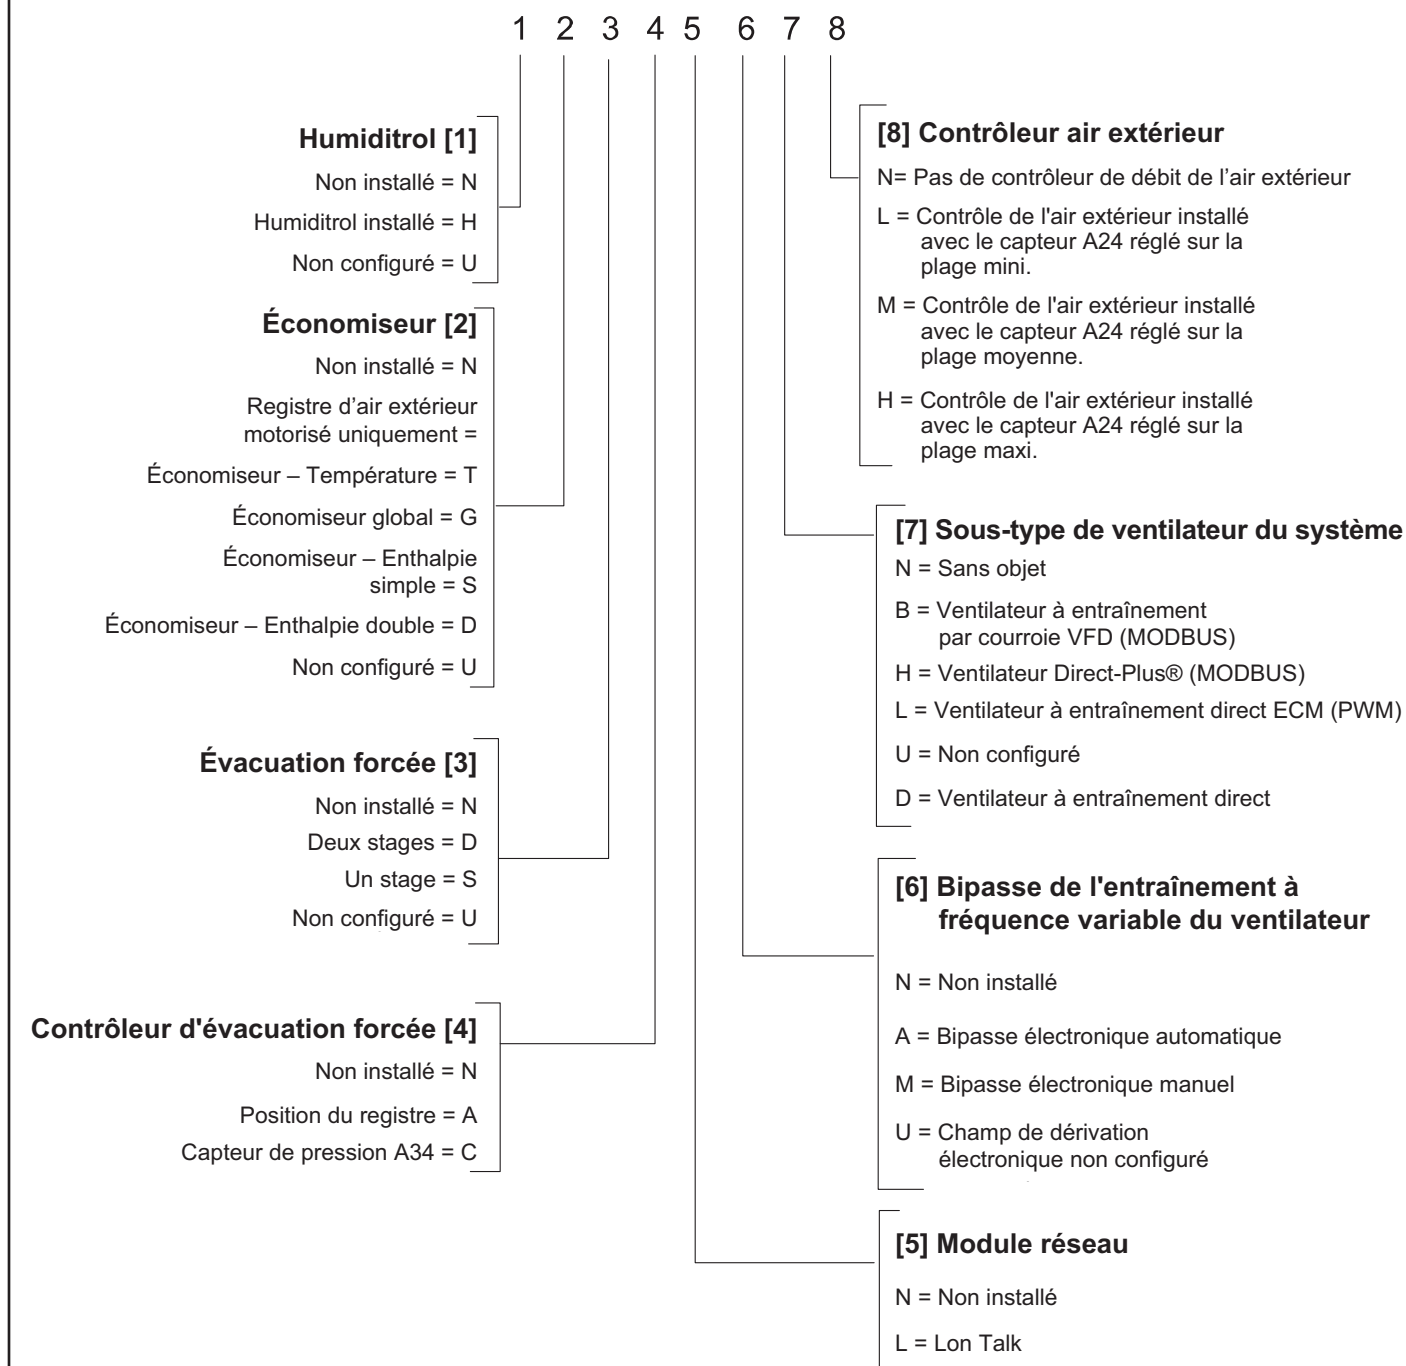 1 2 3 4 5 6 7 8
Humiditrol [1]
Non installé = N
Humiditrol installé = H
Non configuré = U
Économiseur [2]
Non installé = N
Registre d’air extérieur
motorisé uniquement =
Économiseur – Température = T
Économiseur global = G
Économiseur – Enthalpie
simple = S
Économiseur – Enthalpie double = D
Non configuré = U
Évacuation forcée [3]
Non installé = N
Deux stages = D
Un stage = S
Non configuré = U
Contrôleur d'évacuation forcée [4]
Non installé = N
Position du registre = A
Capteur de pression A34 = C
[8] Contrôleur air extérieur
N= Pas de contrôleur de débit de l’air extérieur
L = Contrôle de l'air extérieur installé
avec le capteur A24 réglé sur la
plage mini.
M = Contrôle de l'air extérieur installé
avec le capteur A24 réglé sur la
plage moyenne.
H = Contrôle de l'air extérieur installé
avec le capteur A24 réglé sur la
plage maxi.
[7] Sous-type de ventilateur du système
N = Sans objet
B = Ventilateur à entraînement
par courroie VFD (MODBUS)
H = Ventilateur Direct-Plus® (MODBUS)
L = Ventilateur à entraînement direct ECM (PWM)
U = Non configuré
D = Ventilateur à entraînement direct
[6] Bipasse de l'entraînement à
fréquence variable du ventilateur
N = Non installé
A = Bipasse électronique automatique
M = Bipasse électronique manuel
U = Champ de dérivation
électronique non configuré
[5] Module réseau
N = Non installé
L = Lon Talk